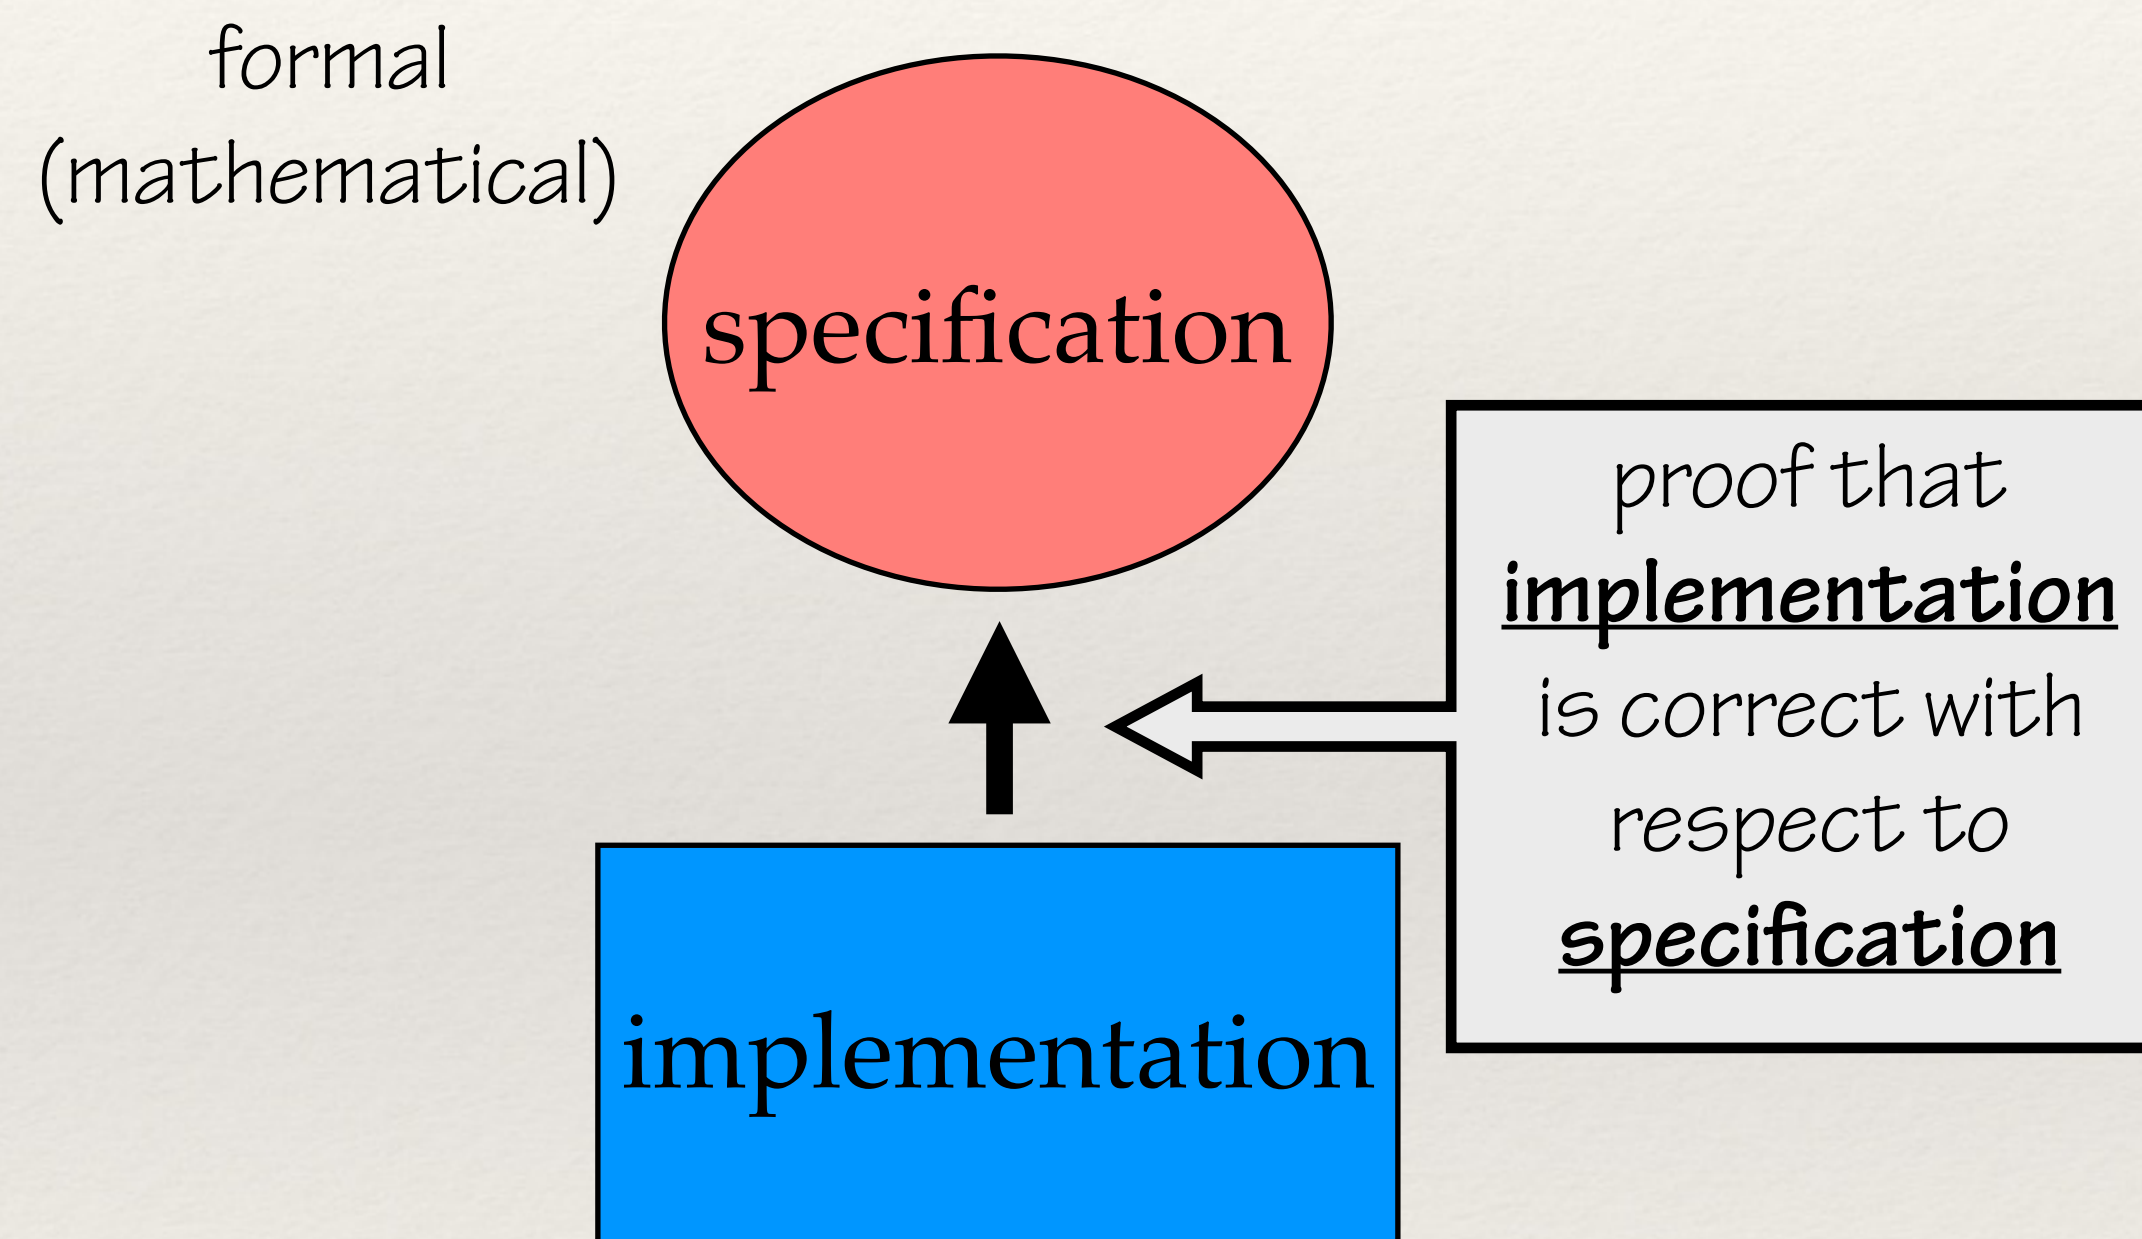 formal
(mathematical)
specification
proof that
implementation
is correct with
respect to
specification
implementation